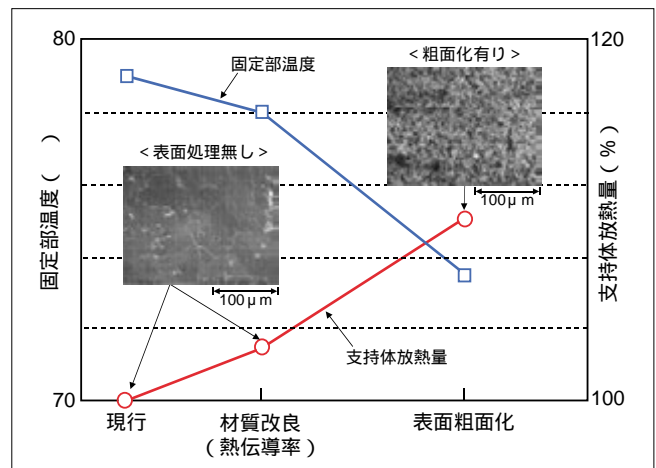 80
120
固定部温度
<粗面化有り>
100μm
<表面処理無し>
100μm
固定部温度( )
支持体放熱量(%)
支持体放熱量
70
100
現行
材質改良
(熱伝導率)
表面粗面化